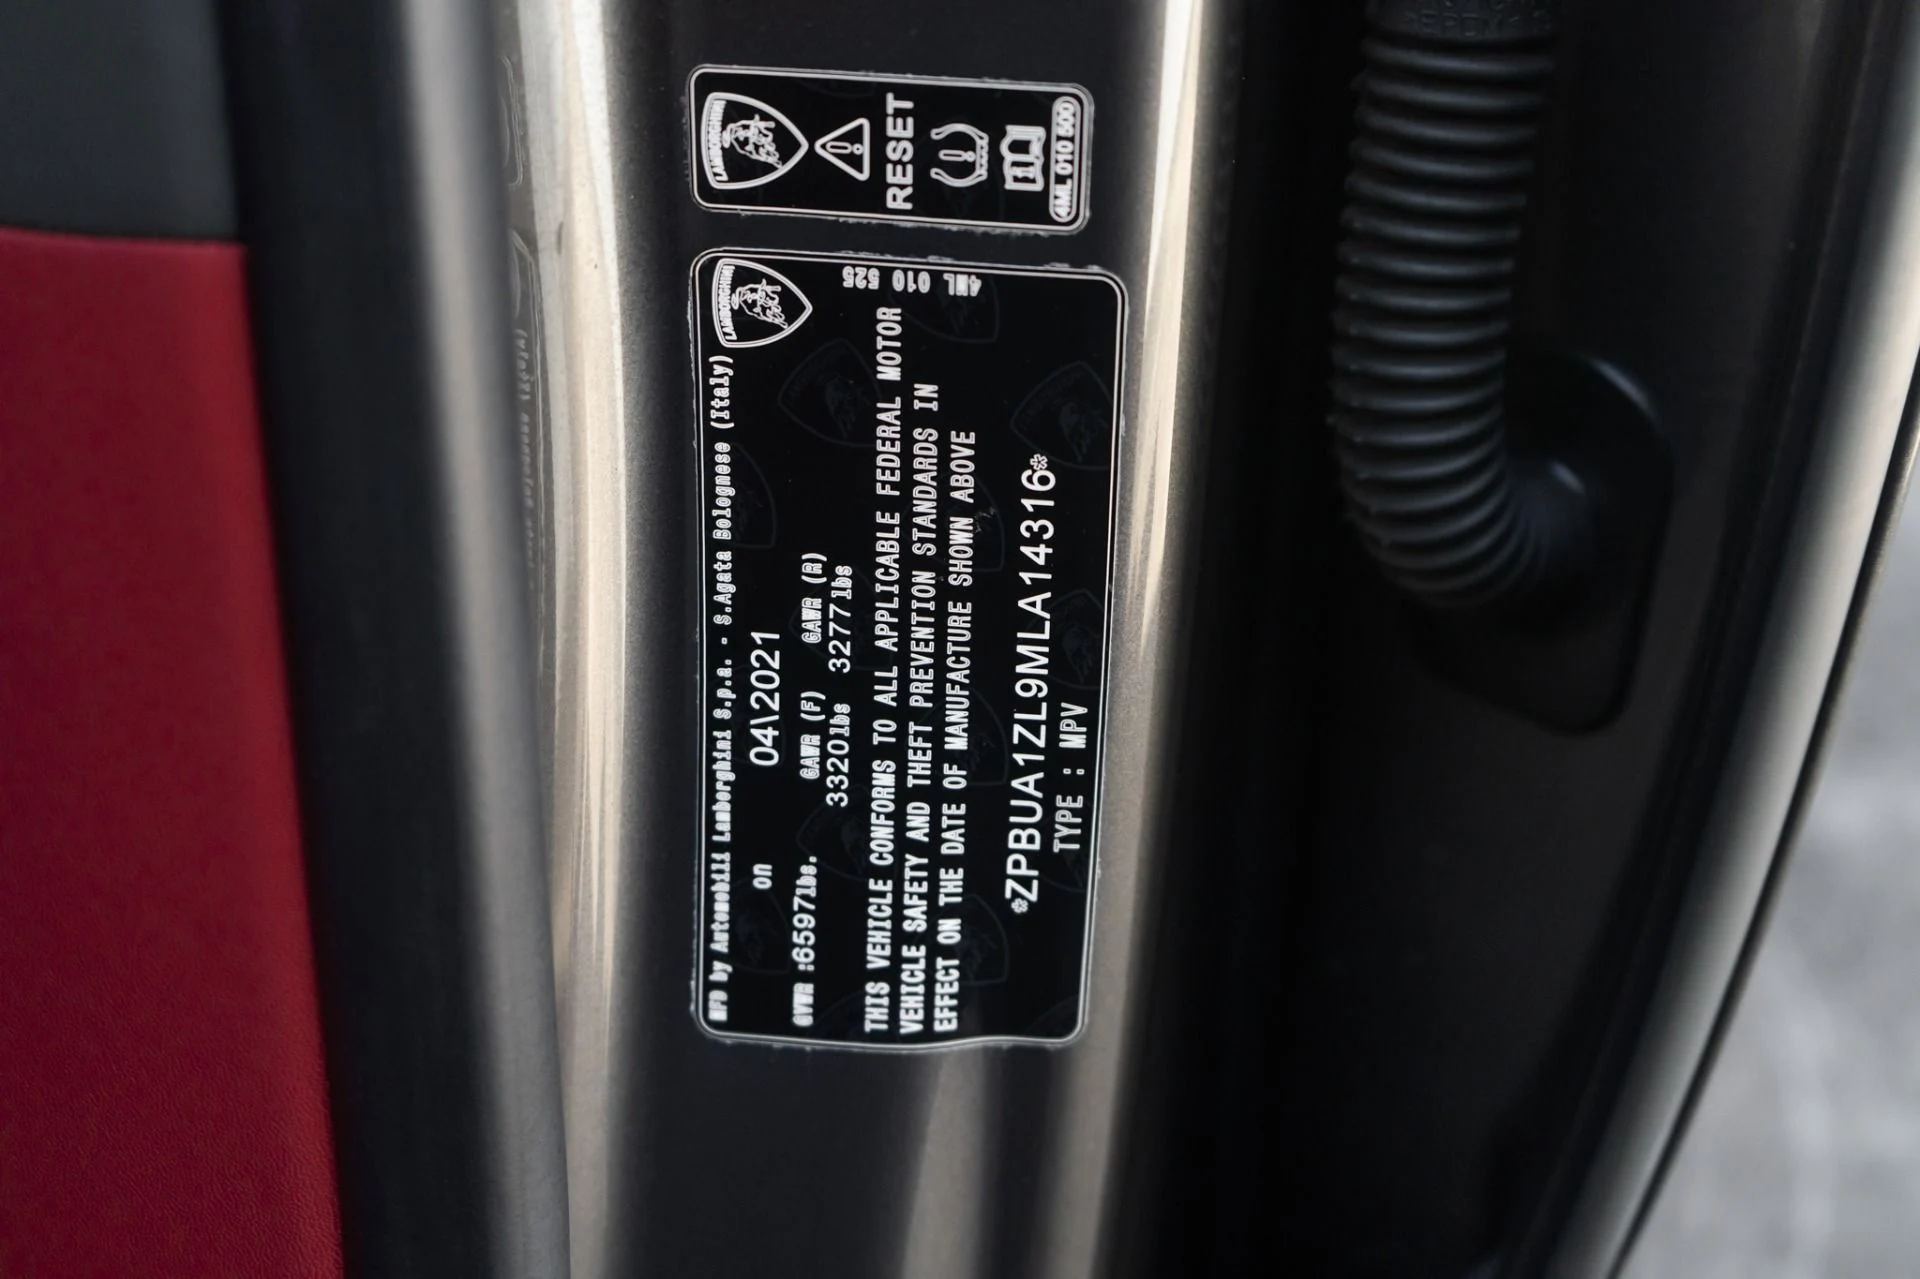 LAMBORGHINI
RESET
4ML 010 500
LAMBORGHINI
4ML 010 525
MFD by Automobili Lamborghini S.p.a. - S.Agata Bolognese (Italy)
on 04\2021
GVWR :6597lbs. GAWR (F) GAWR (R)
3320lbs 3277lbs
THIS VEHICLE CONFORMS TO ALL APPLICABLE FEDERAL MOTOR
VEHICLE SAFETY AND THEFT PREVENTION STANDARDS IN
EFFECT ON THE DATE OF MANUFACTURE SHOWN ABOVE
*ZPBUA1ZL9MLA14316*
TYPE : MPV